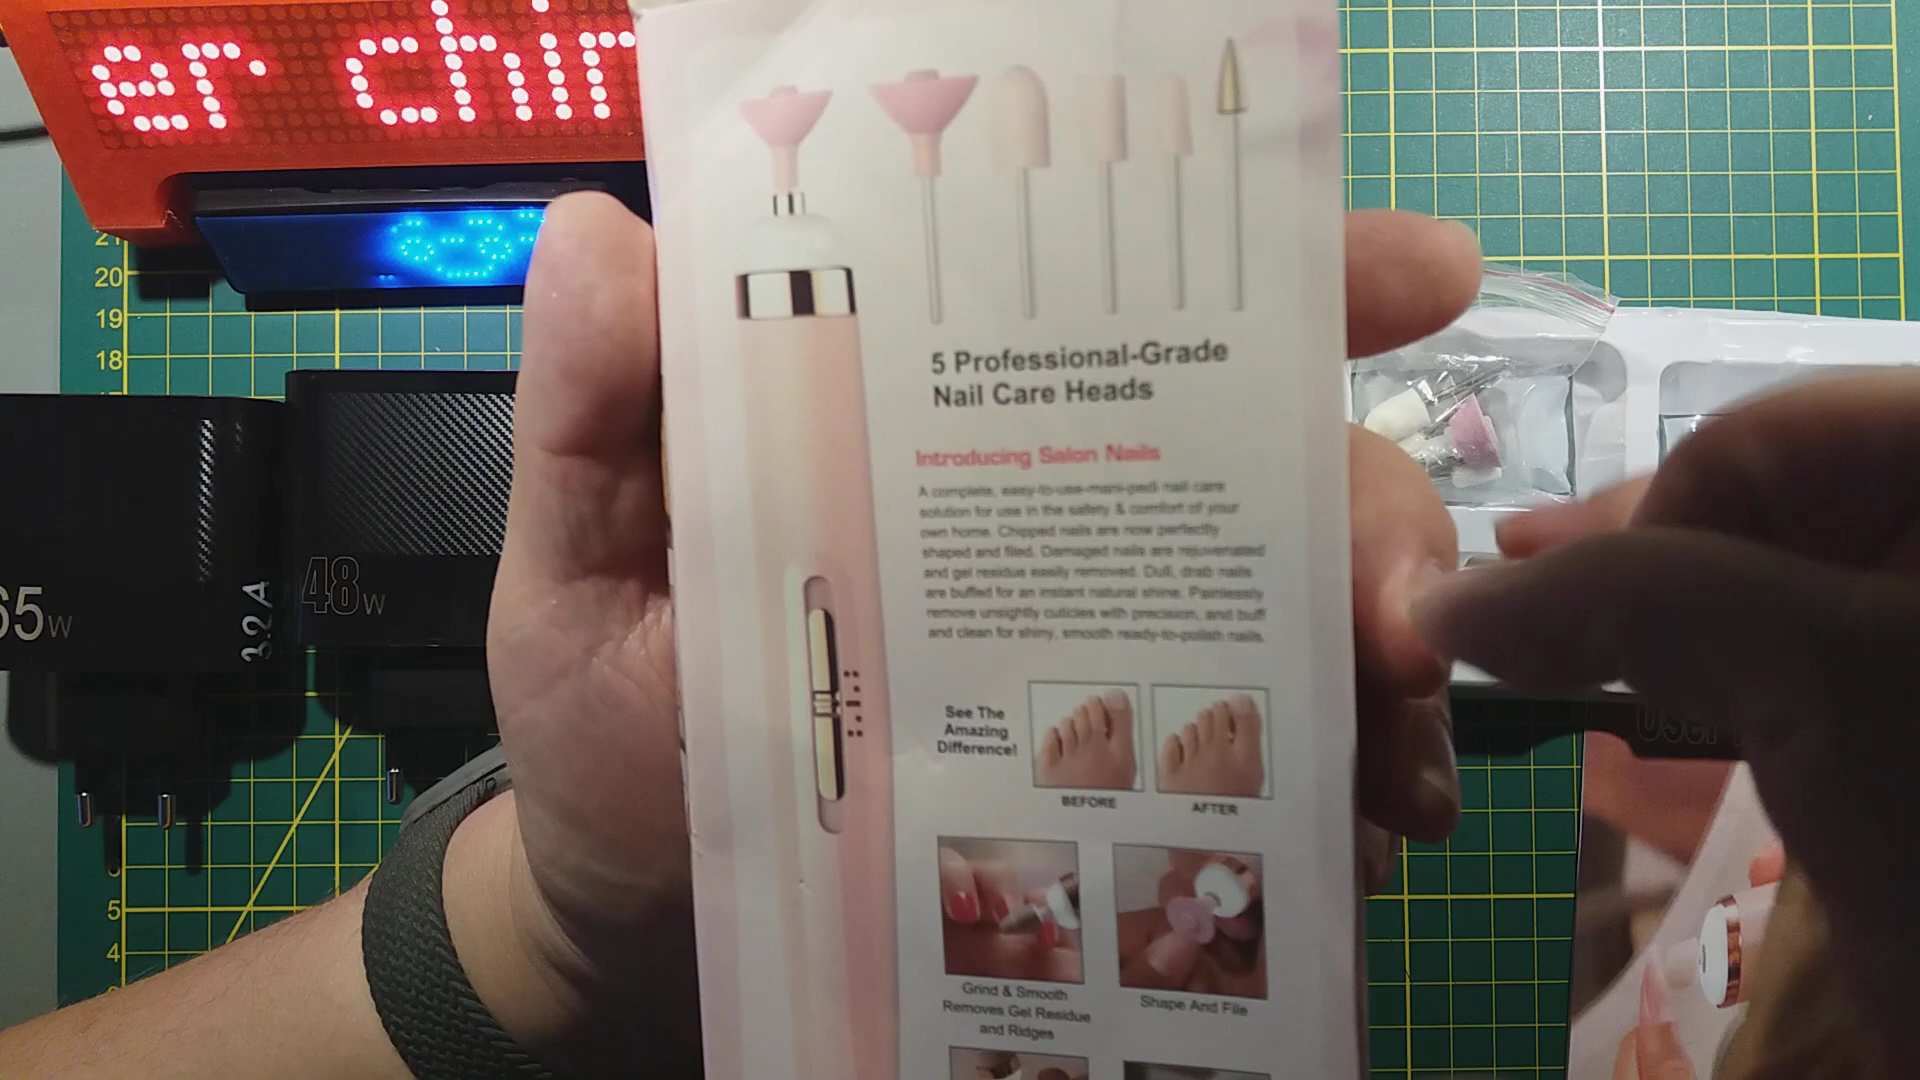 er chir
21
20
19
18
65w
3.2A
48w
5
4
5 Professional-Grade
Nail Care Heads
Introducing Salon Nails
A complete, easy-to-use-mani-pedi nail care
solution for use in the safety & comfort of your
own home. Chipped nails are now perfectly
shaped and filed. Damaged nails are rejuvenated
and gel residue easily removed. Dull, drab nails
are buffed for an instant natural shine. Painlessly
remove unsightly cuticles with precision, and buff
and clean for shiny, smooth ready-to-polish nails.
See The
Amazing
Difference!
BEFORE
AFTER
Grind & Smooth
Removes Gel Residue
and Ridges
Shape And File